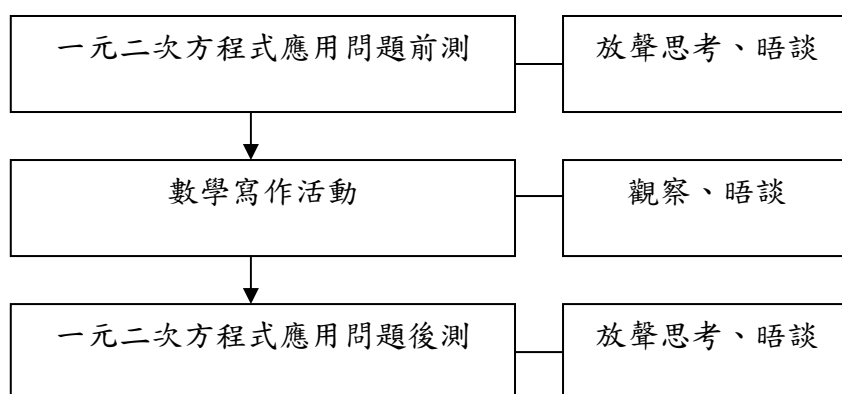 一元二次方程式應用問題前測
放聲思考、晤談
數學寫作活動
觀察、晤談
一元二次方程式應用問題後測
放聲思考、晤談